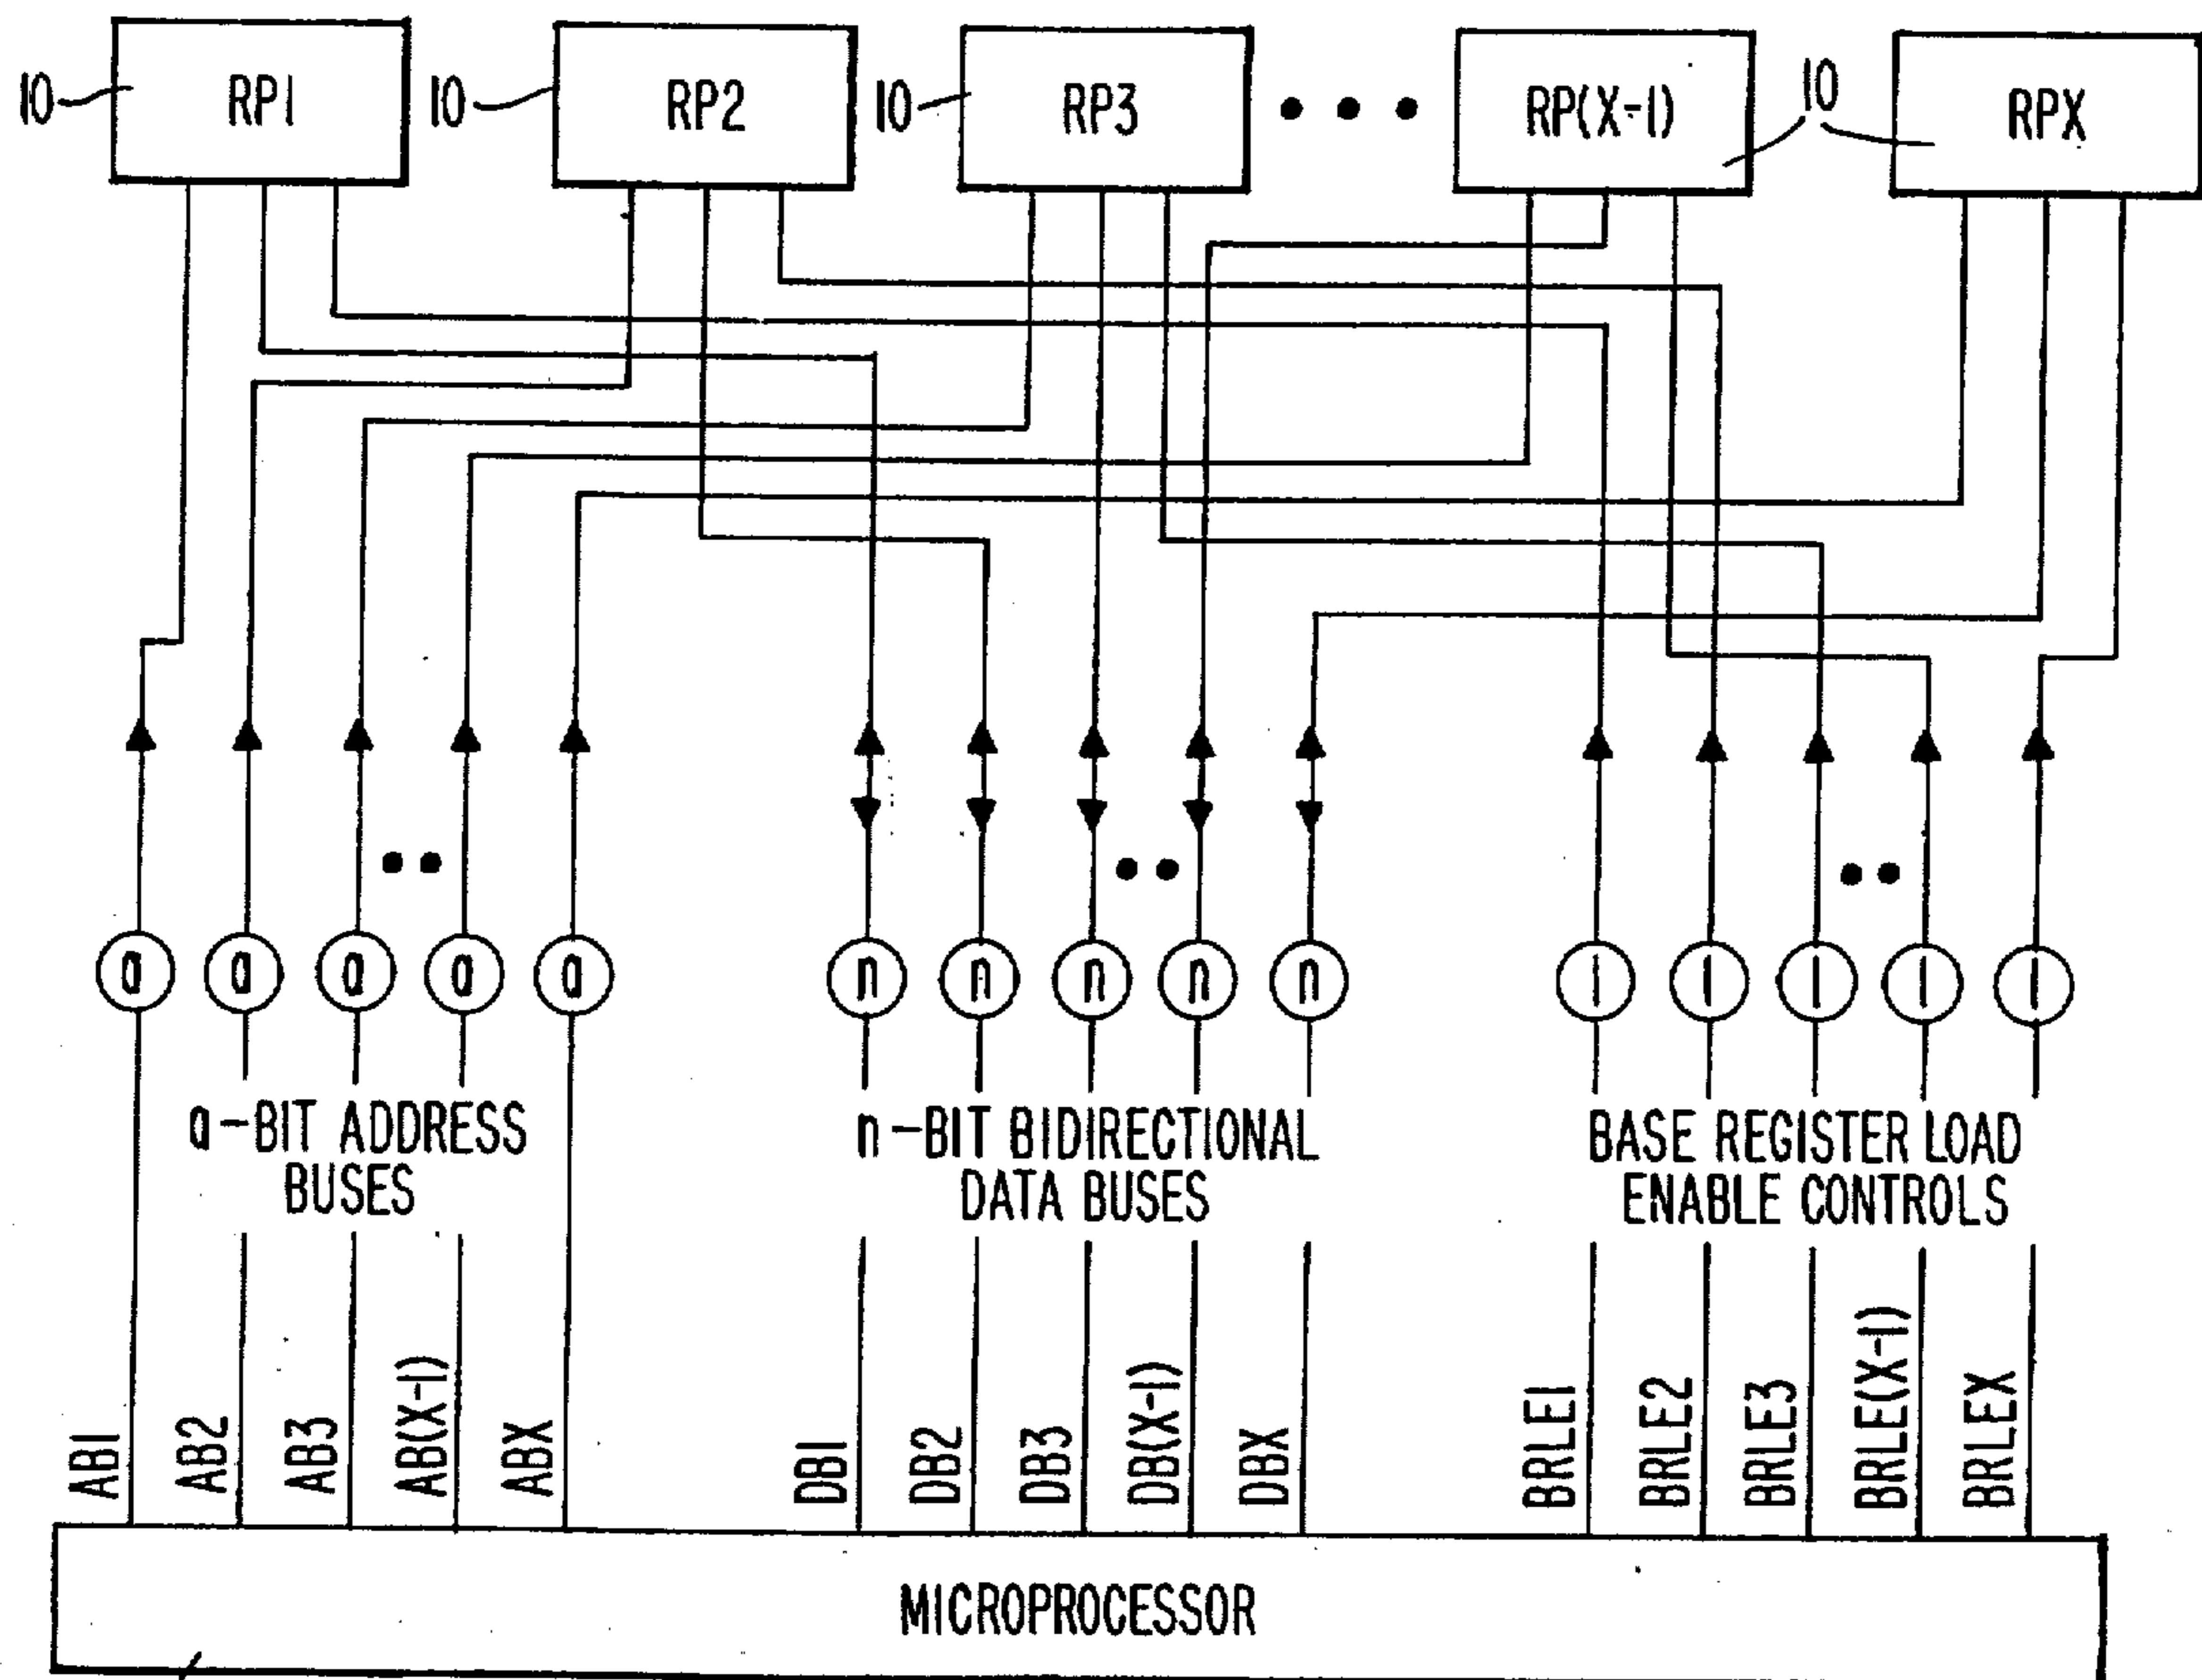 10 RP1 10 RP2 10 RP3 RP(X-1) 10 RPX
a a a a a n n n n n 1 1 1 1 1
a-BIT ADDRESS
BUSES
n-BIT BIDIRECTIONAL
DATA BUSES
BASE REGISTER LOAD
ENABLE CONTROLS
AB1
AB2
AB3
AB(X-1)
ABX
DB1
DB2
DB3
DB(X-1)
DBX
BRLE1
BRLE2
BRLE3
BRLE(X-1)
BRLEX
MICROPROCESSOR